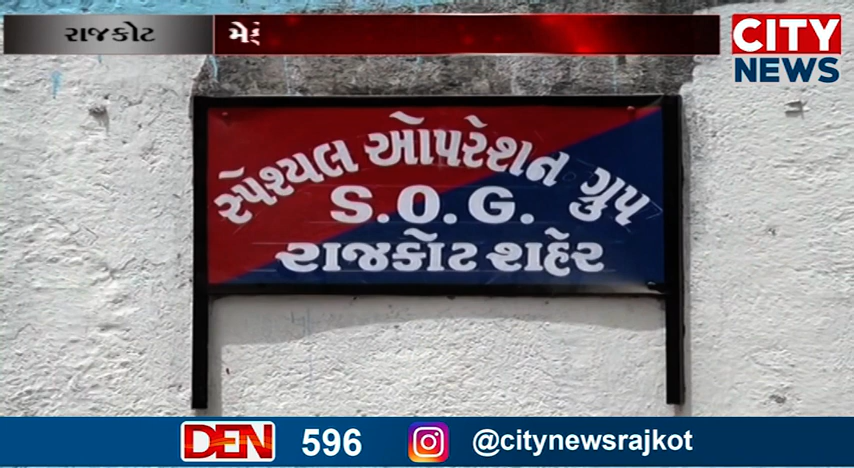 રાજકોટ
CITY
NEWS
સ્પેશ્યલ ઓપરેશન ગ્રુપ
S.O.G.
રાજકોટ શહેર
DEN 596 @citynewsrajkot